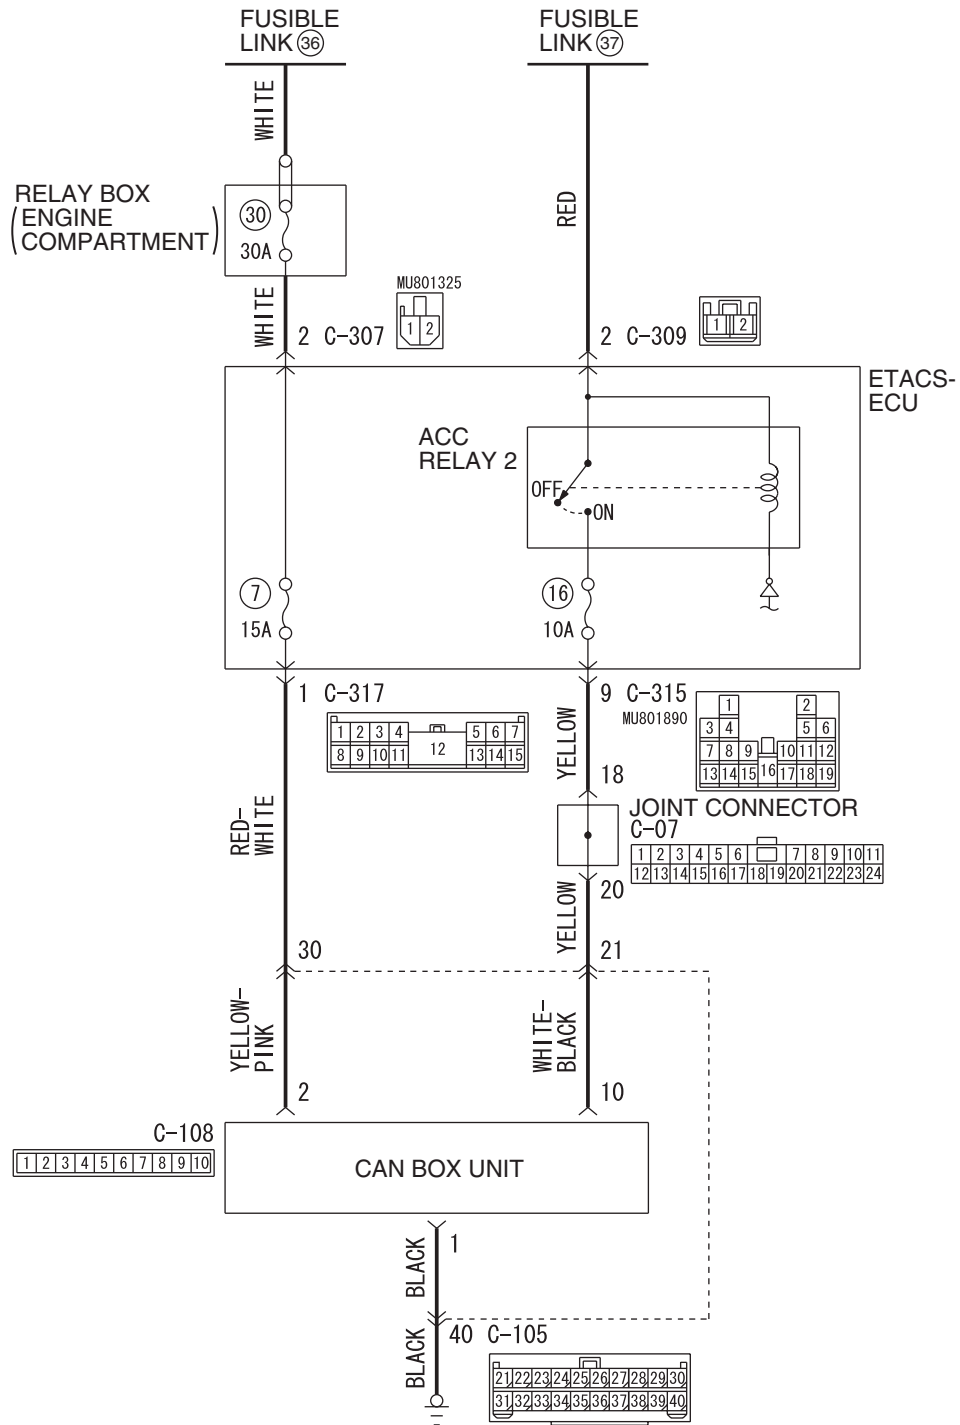 FUSIBLE
LINK 36
FUSIBLE
LINK 37
WHITE
RED
RELAY BOX
(ENGINE
COMPARTMENT)
30
30A
WHITE
MU801325
2 C-307
1 2
2 C-309
1 2
ETACS-
ECU
ACC
RELAY 2
OFF
ON
7
15A
16
10A
1 C-317
1 2 3 4 5 6 7
8 9 10 11 12 13 14 15
9 C-315
MU801890
1 2
3 4 5 6
7 8 9 10 11 12
13 14 15 16 17 18 19
YELLOW
18
RED-
WHITE
JOINT CONNECTOR
C-07
1 2 3 4 5 6 7 8 9 10 11
12 13 14 15 16 17 18 19 20 21 22 23 24
YELLOW
20
30
21
YELLOW-
PINK
WHITE-
BLACK
2
10
C-108
1 2 3 4 5 6 7 8 9 10
CAN BOX UNIT
BLACK
1
BLACK
40 C-105
21 22 23 24 25 26 27 28 29 30
31 32 33 34 35 36 37 38 39 40